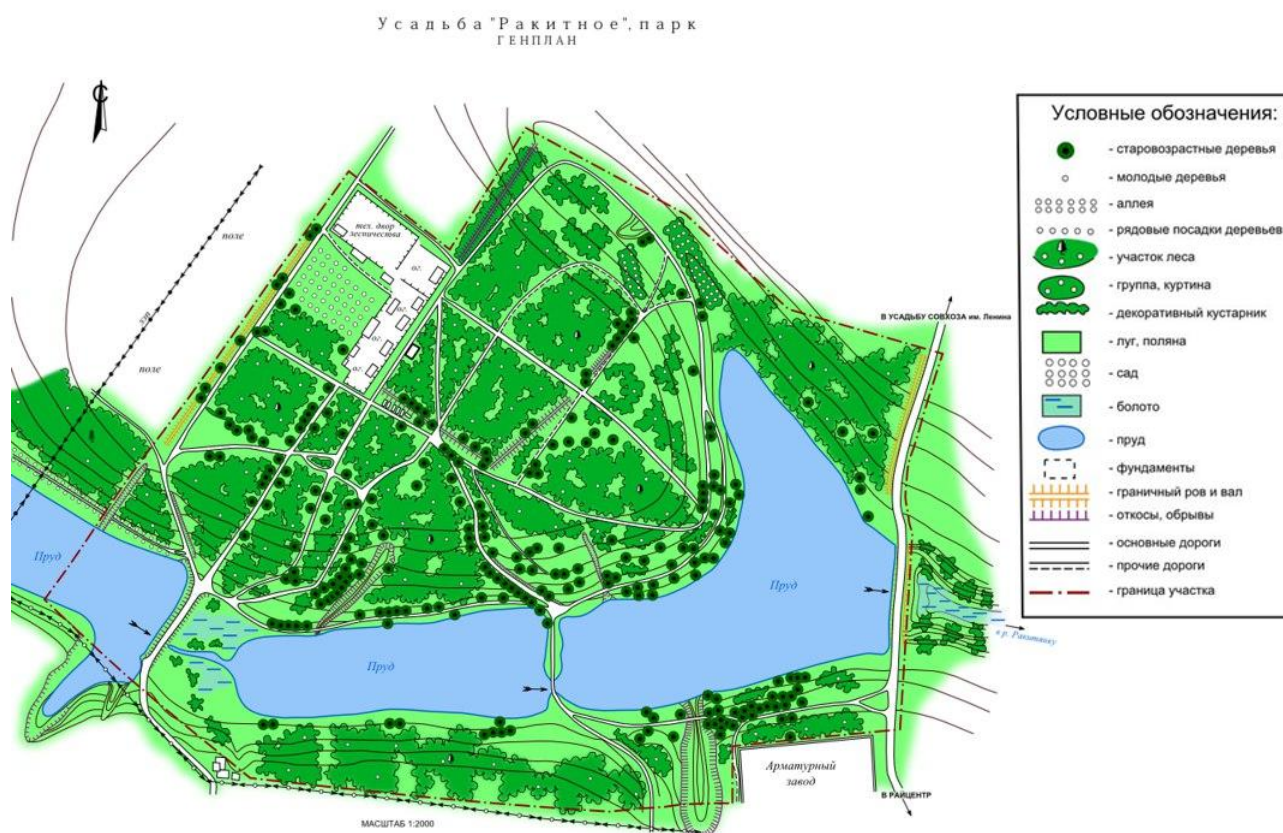 Усадьба "Ракитное", парк
ГЕНПЛАН
С
поле
330
поле
тех. двор
лесничества
ог.
ог.
ог.
ог.
В УСАДЬБУ СОВХОЗА им. Ленина
Пруд
Пруд
Пруд
в р. Ракитянку
Арматурный
завод
В РАЙЦЕНТР
МАСШТАБ 1:2000
Условные обозначения:
- старовозрастные деревья
- молодые деревья
- аллея
- рядовые посадки деревьев
- участок леса
- группа, куртина
- декоративный кустарник
- луг, поляна
- сад
- болото
- пруд
- фундаменты
- граничный ров и вал
- откосы, обрывы
- основные дороги
- прочие дороги
- граница участка